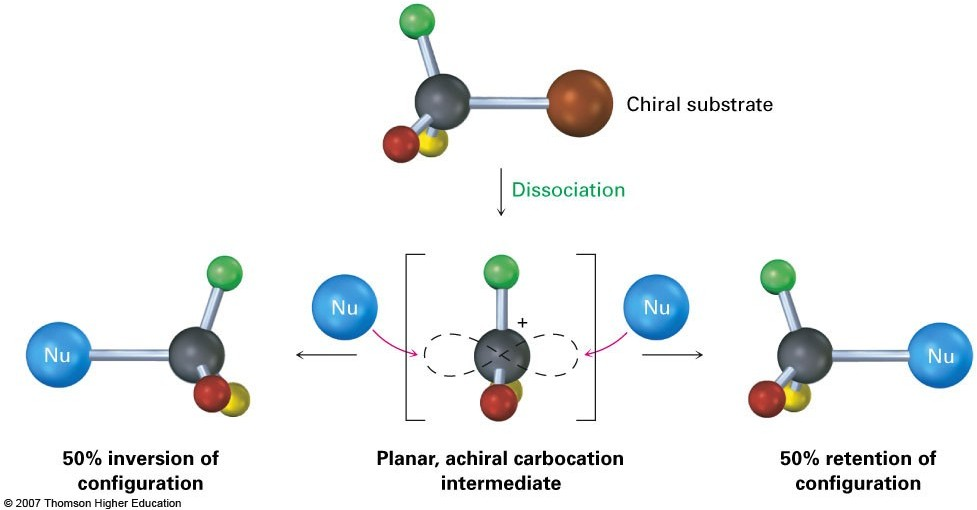 Chiral substrate
Dissociation
Nu
Nu
+
Nu
Nu
50% inversion of
configuration
Planar, achiral carbocation
intermediate
50% retention of
configuration
© 2007 Thomson Higher Education